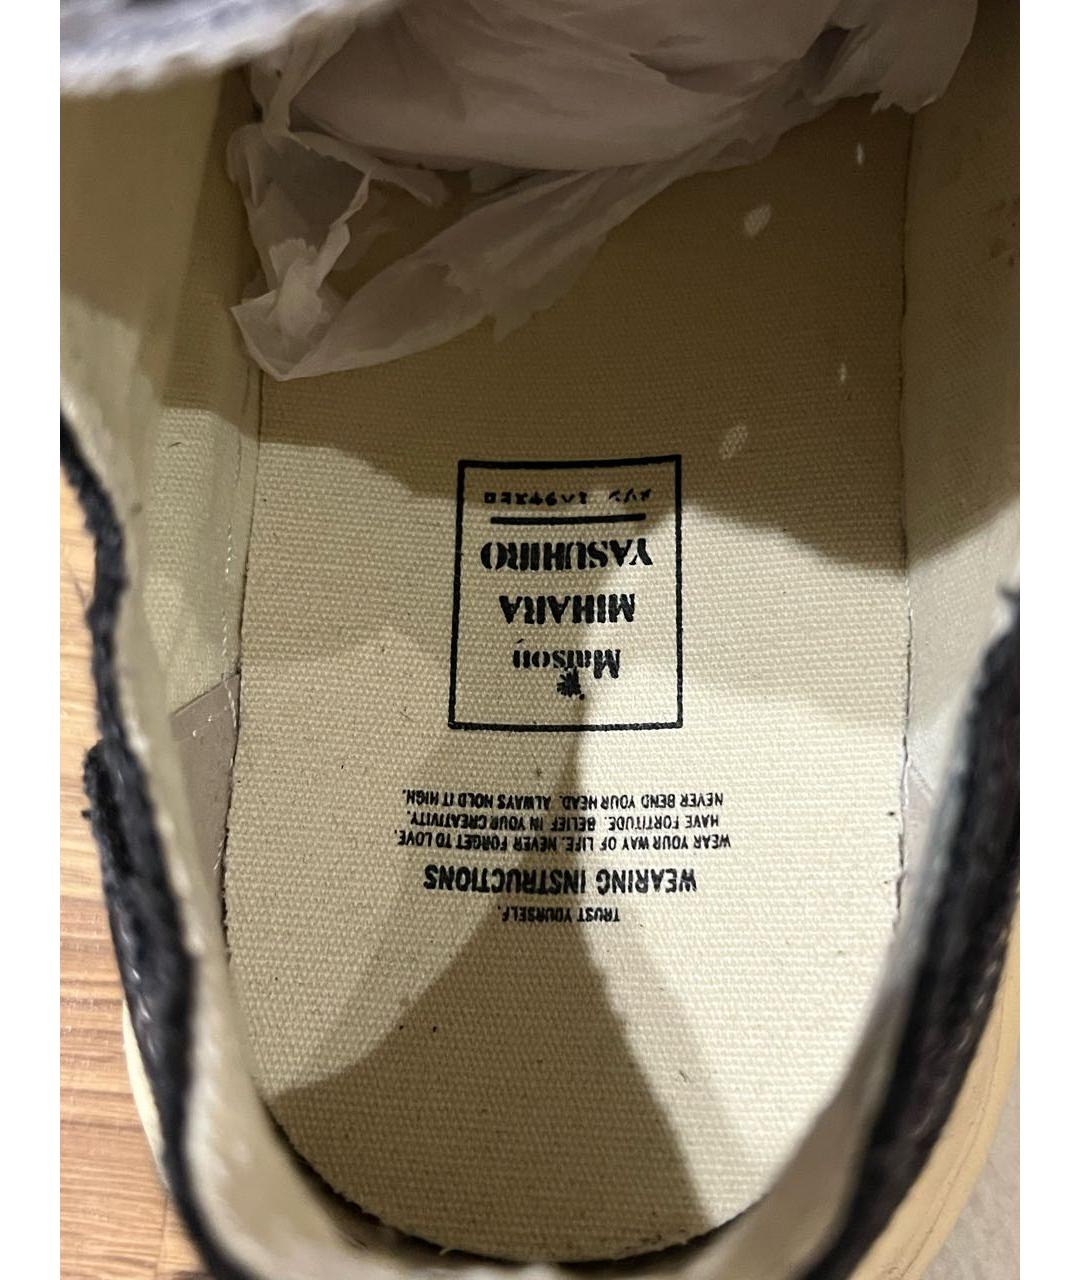 TRUST YOURSELF.
WEARING INSTRUCTIONS
WEAR YOUR WAY OF LIFE. NEVER FORGET TO LOVE.
HAVE FORTITUDE. BELIEF IN YOUR CREATIVITY.
NEVER BEND YOUR HEAD. ALWAYS HOLD IT HIGH.
Maison
MIHARA
YASUHIRO
メゾン ミハラヤスヒロ